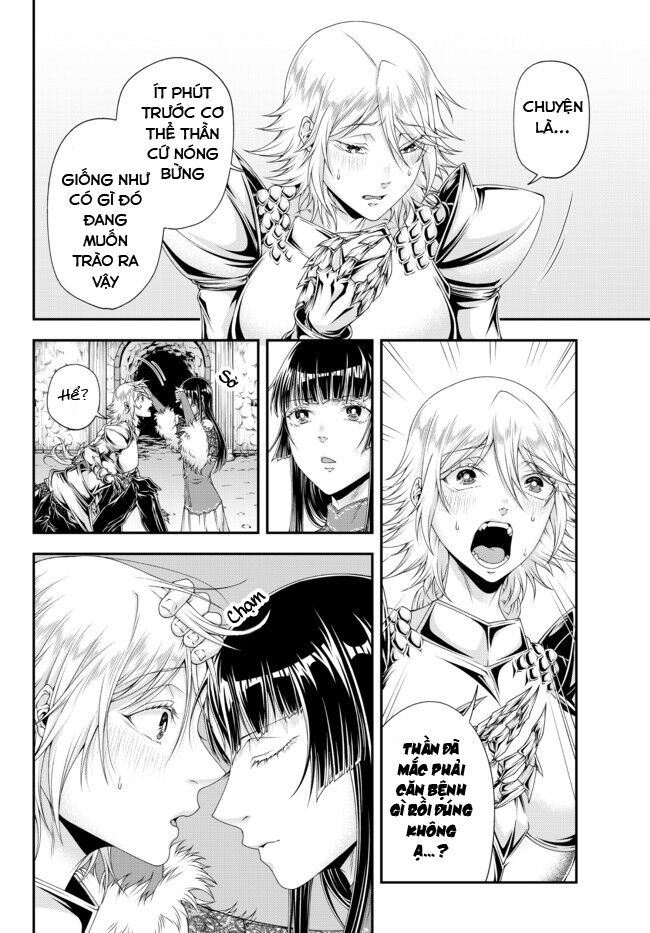 CHUYỆN
LÀ...
ÍT PHÚT
TRƯỚC CƠ
THỂ THẦN
CỨ NÓNG
BỪNG
GIỐNG NHƯ
CÓ GÌ ĐÓ
ĐANG
MUỐN
TRÀO RA
VẬY
THẦN ĐÃ
MẮC PHẢI
CĂN BỆNH
GÌ RỒI ĐÚNG
KHÔNG
Ạ...?
Sờ
Hể?
Chạm